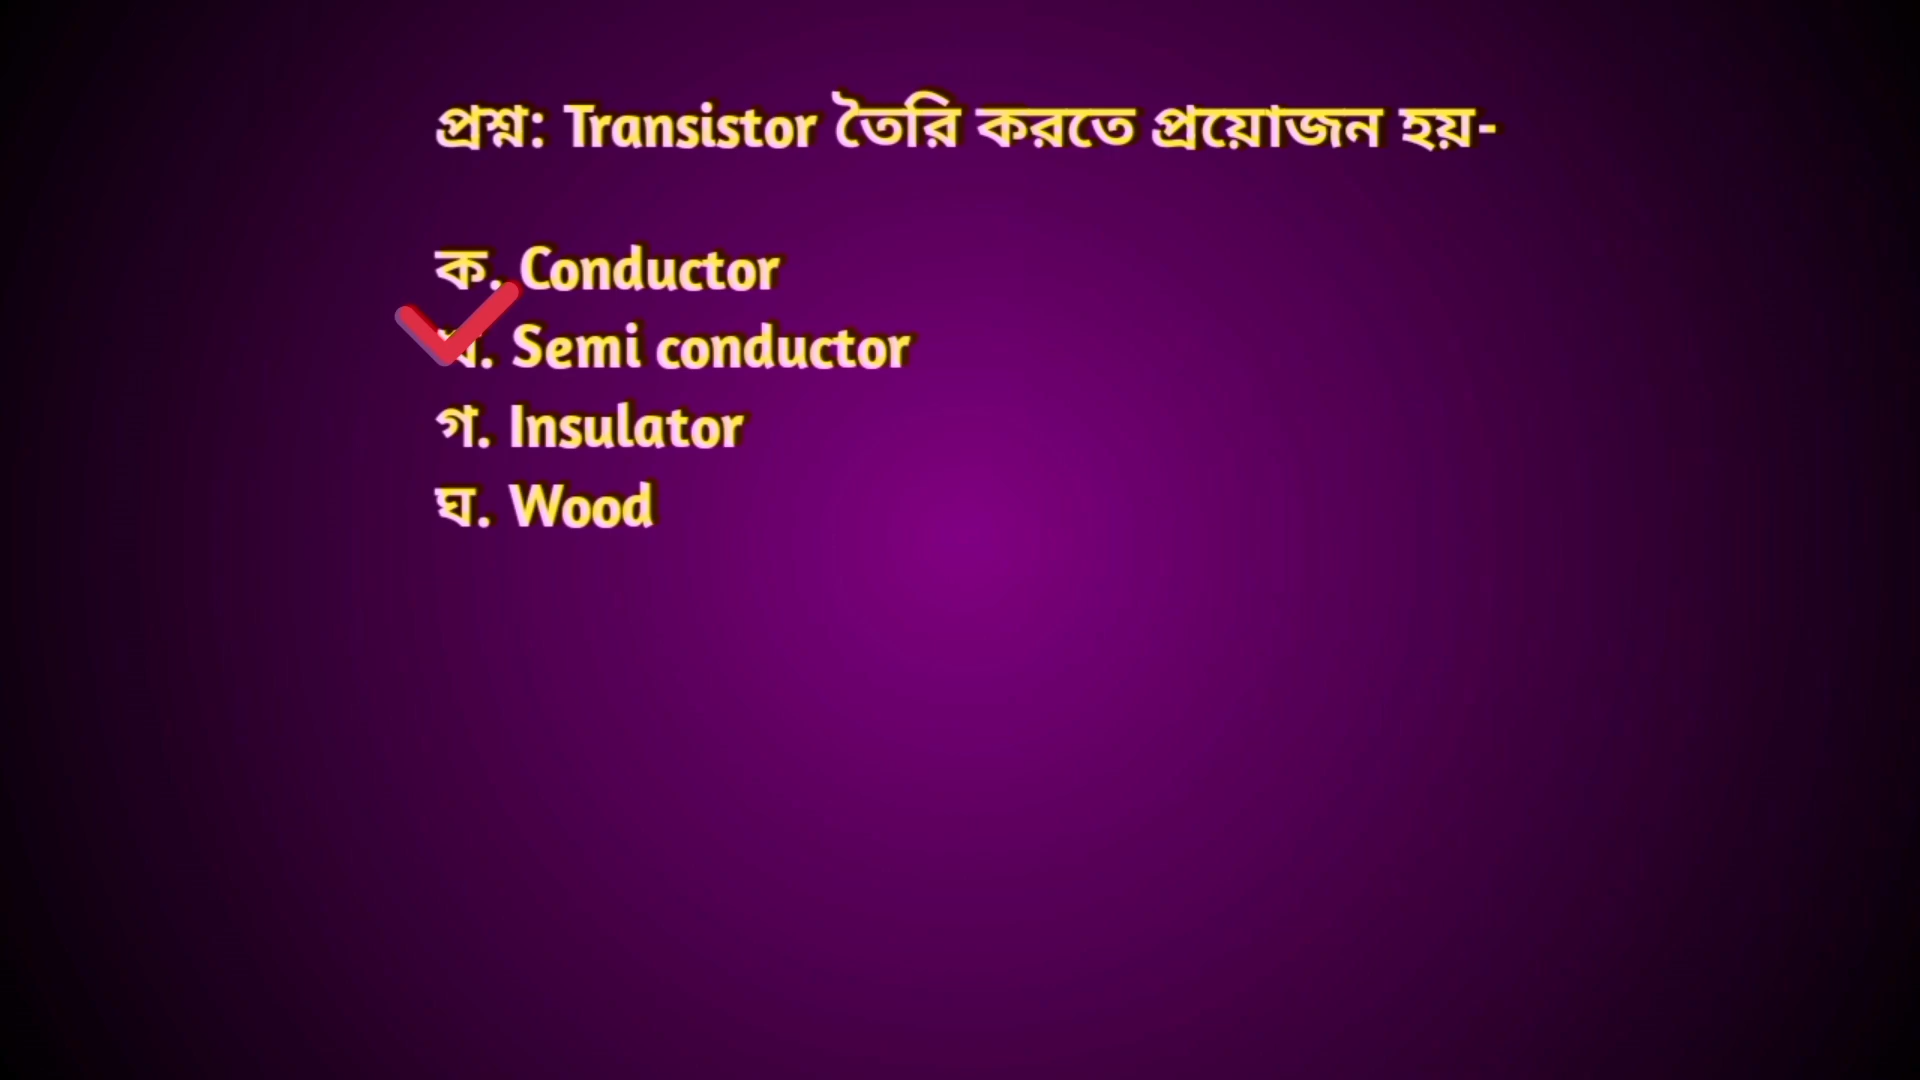 প্রশ্ন: Transistor তৈরি করতে প্রয়োজন হয়-
ক. Conductor
খ. Semi conductor
গ. Insulator
ঘ. Wood